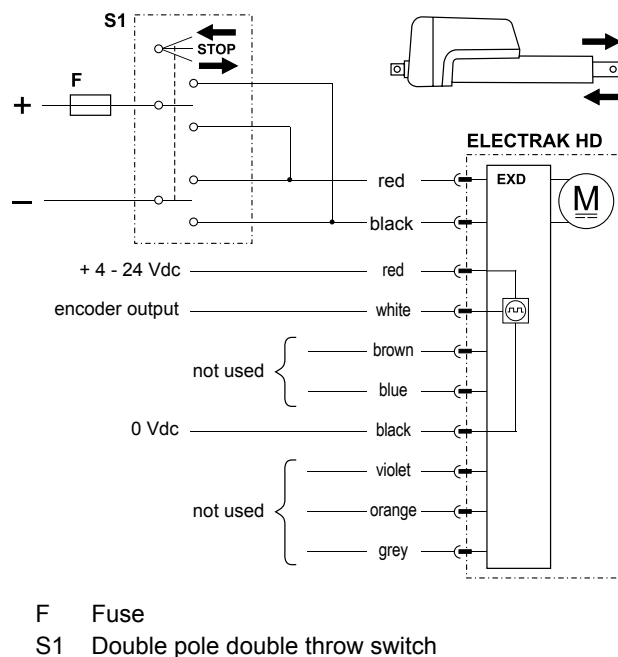 S1
STOP
F
+
−
ELECTRAK HD
EXD
M
red
black
+ 4 - 24 Vdc red
encoder output white
brown
not used
blue
0 Vdc black
violet
not used orange
grey
F Fuse
S1 Double pole double throw switch